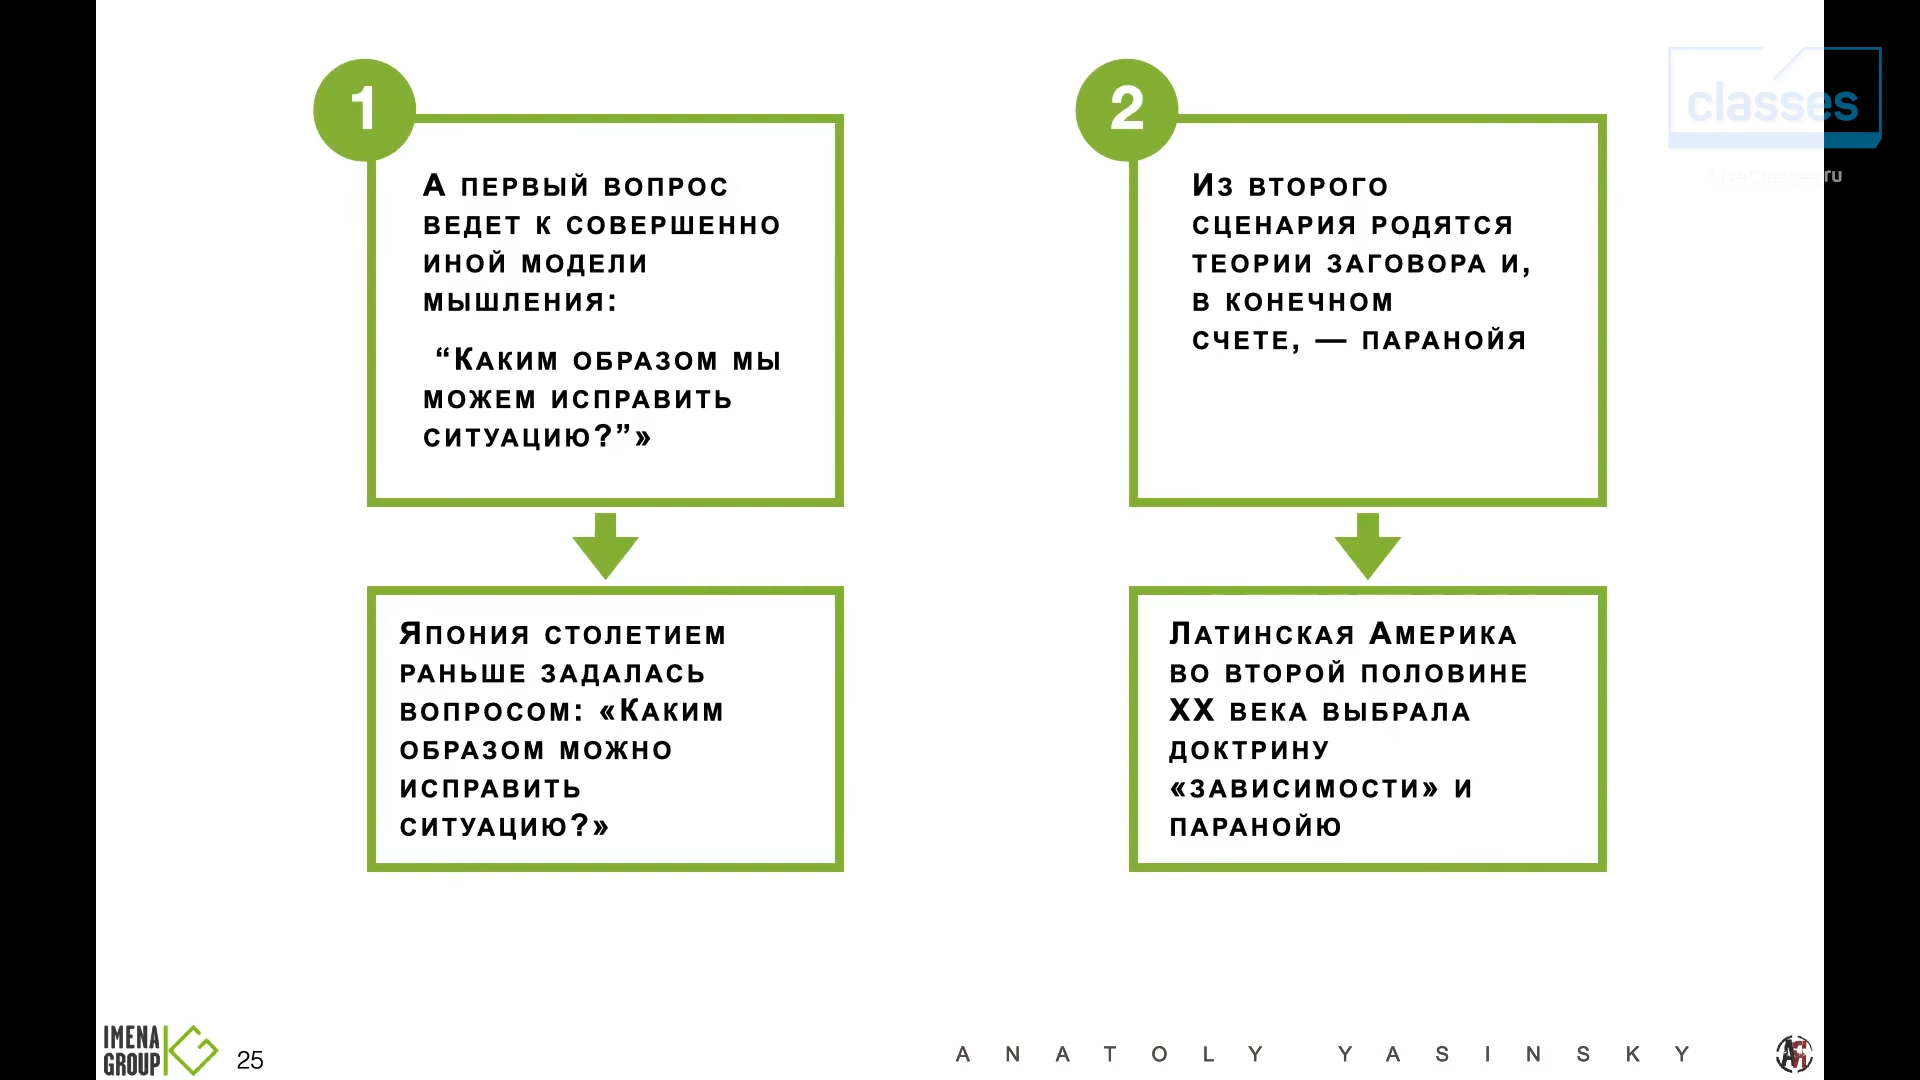 1
А первый вопрос
ведет к совершенно
иной модели
мышления:
“Каким образом мы
можем исправить
ситуацию?”»
2
Из второго
сценария родятся
теории заговора и,
в конечном
счете, — паранойя
Япония столетием
раньше задалась
вопросом: «Каким
образом можно
исправить
ситуацию?»
Латинская Америка
во второй половине
XX века выбрала
доктрину
«зависимости» и
паранойю
classes
IMENA
GROUP
25
ANATOLY YASINSKY